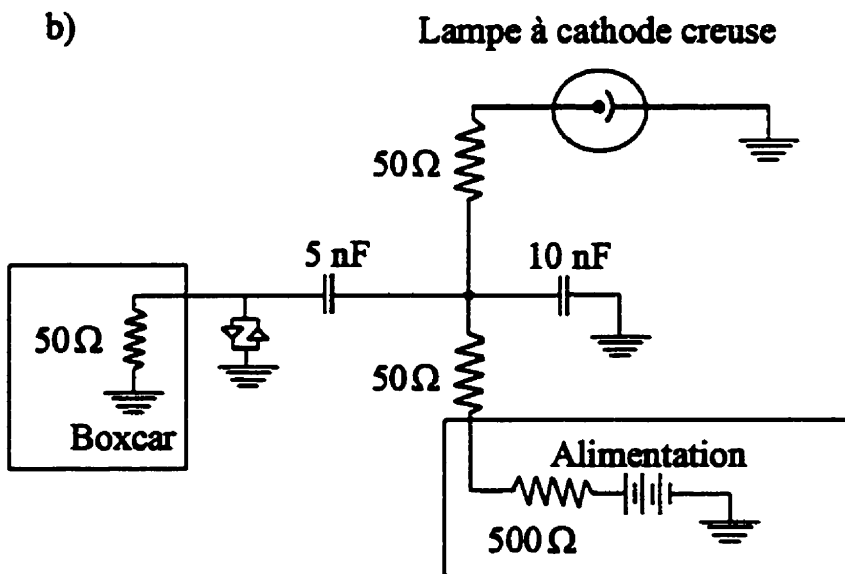 b)
Lampe à cathode creuse
50Ω
5 nF
10 nF
50Ω
50Ω
Boxcar
Alimentation
500Ω